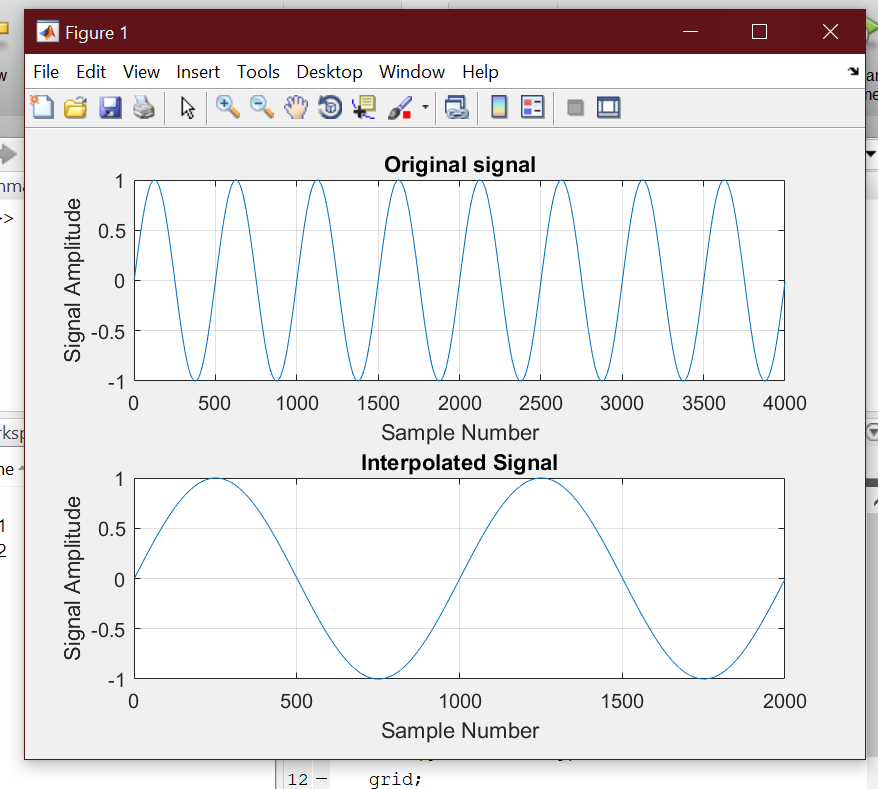 Figure 1
File Edit View Insert Tools Desktop Window Help
>>
Original signal
Signal Amplitude
1
0.5
0
-0.5
-1
0 500 1000 1500 2000 2500 3000 3500 4000
Sample Number
Interpolated Signal
Signal Amplitude
1
0.5
0
-0.5
-1
0 500 1000 1500 2000
Sample Number
1
2
12 – grid;